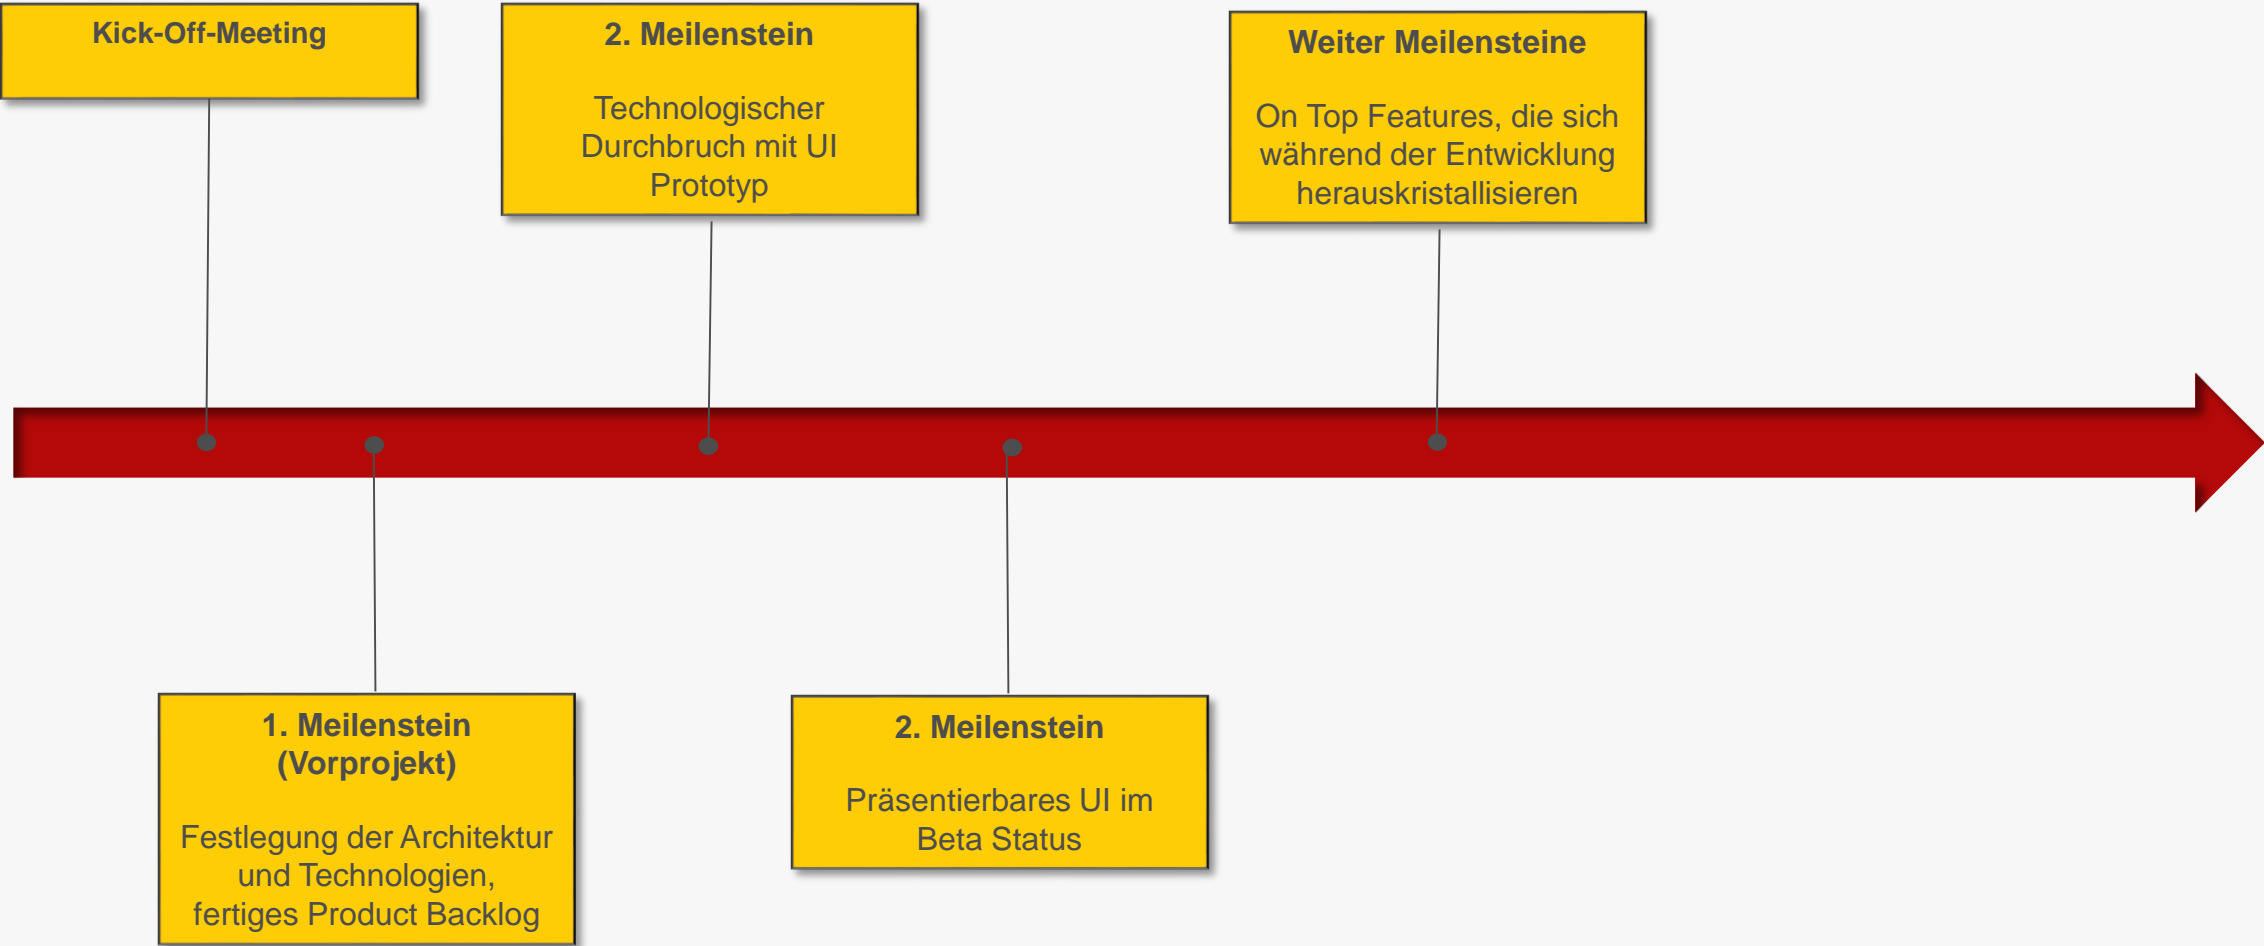 Kick-Off-Meeting
2. Meilenstein
Technologischer
Durchbruch mit UI
Prototyp
Weiter Meilensteine
On Top Features, die sich
während der Entwicklung
herauskristallisieren
1. Meilenstein
(Vorprojekt)
Festlegung der Architektur
und Technologien,
fertiges Product Backlog
2. Meilenstein
Präsentierbares UI im
Beta Status